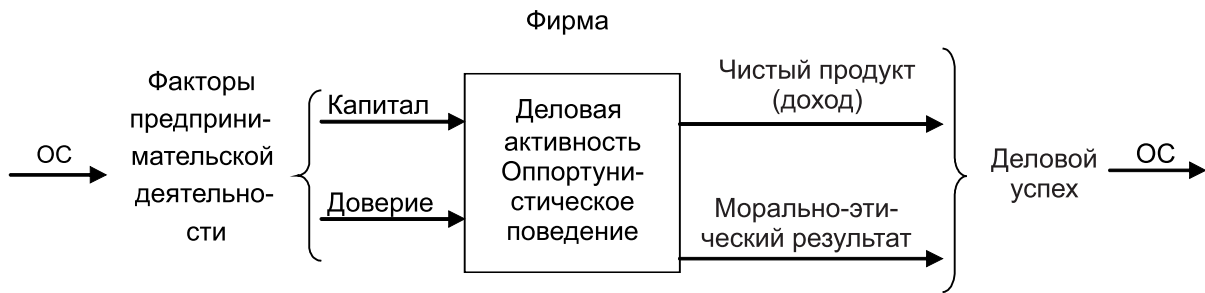 Фирма
ОС
Факторы
предприни-
мательской
деятельно-
сти
Капитал
Доверие
Деловая
активность
Оппортуни-
стическое
поведение
Чистый продукт
(доход)
Морально-эти-
ческий результат
Деловой
успех
ОС